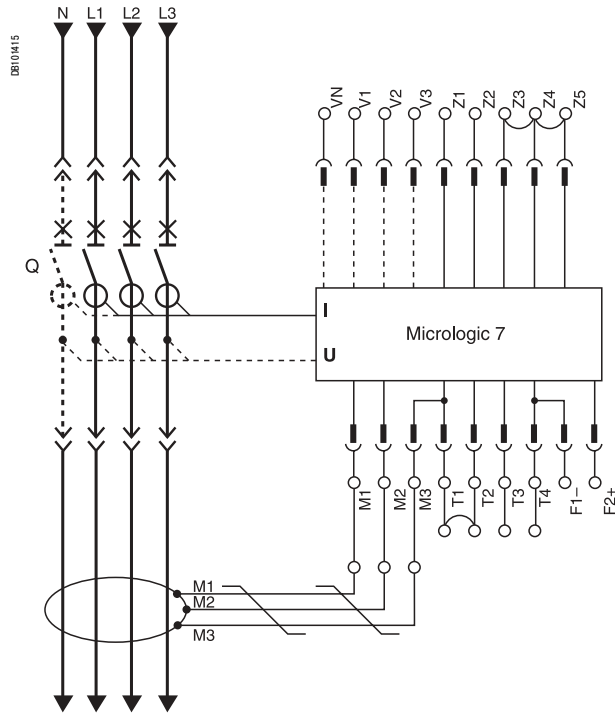 DB101415
N L1 L2 L3
VN V1 V2 V3 Z1 Z2 Z3 Z4 Z5
Q
I
Micrologic 7
U
M1 M2 M3 T1 T2 T3 T4 F1– F2+
M1
M2
M3